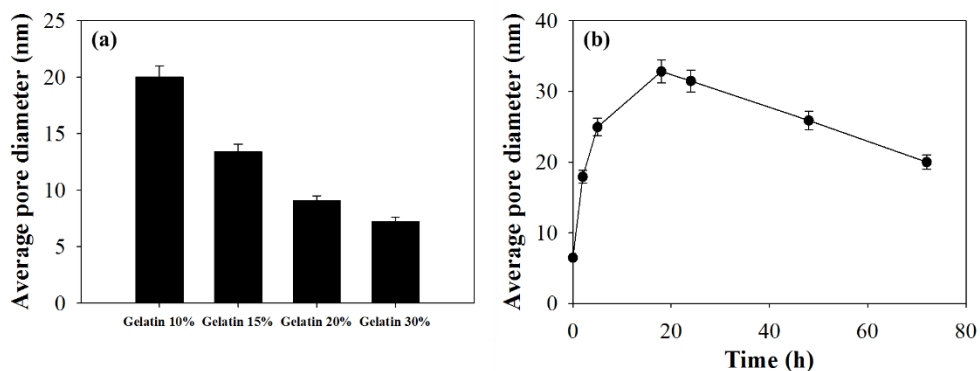 (a)
Average pore diameter (nm)
25
20
15
10
5
0
Gelatin 10% Gelatin 15% Gelatin 20% Gelatin 30%
(b)
Average pore diameter (nm)
40
30
20
10
0
0 20 40 60 80
Time (h)